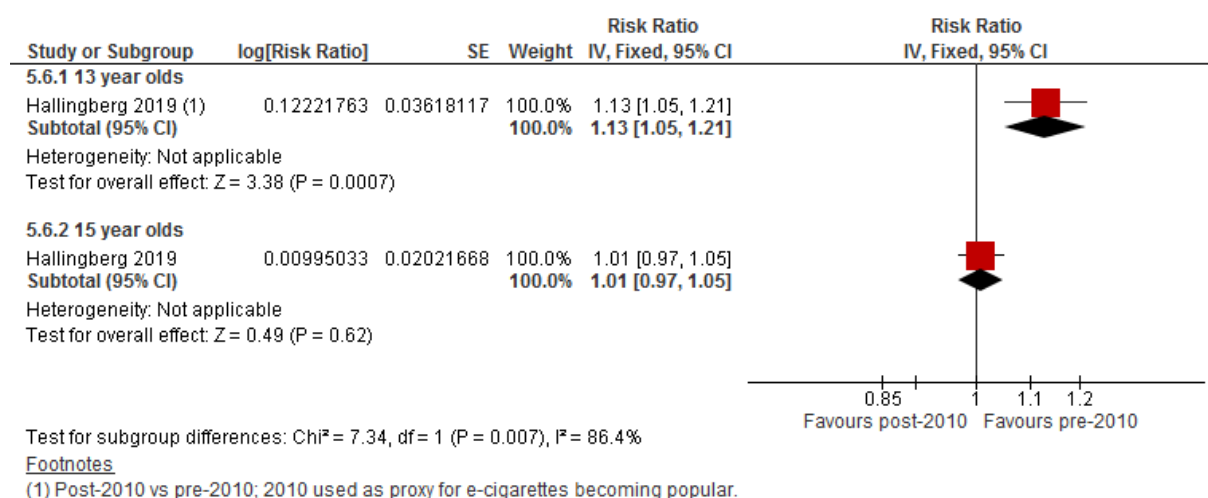 Risk Ratio Risk Ratio
Study or Subgroup log[Risk Ratio] SE Weight IV, Fixed, 95% CI IV, Fixed, 95% CI
5.6.1 13 year olds
Hallingberg 2019 (1) 0.12221763 0.03618117 100.0% 1.13 [1.05, 1.21]
Subtotal (95% CI) 100.0% 1.13 [1.05, 1.21]
Heterogeneity: Not applicable
Test for overall effect: Z = 3.38 (P = 0.0007)
5.6.2 15 year olds
Hallingberg 2019 0.00995033 0.02021668 100.0% 1.01 [0.97, 1.05]
Subtotal (95% CI) 100.0% 1.01 [0.97, 1.05]
Heterogeneity: Not applicable
Test for overall effect: Z = 0.49 (P = 0.62)
0.85 1 1.1 1.2
Favours post-2010 Favours pre-2010
Test for subgroup differences: Chi² = 7.34, df = 1 (P = 0.007), I² = 86.4%
Footnotes
(1) Post-2010 vs pre-2010; 2010 used as proxy for e-cigarettes becoming popular.